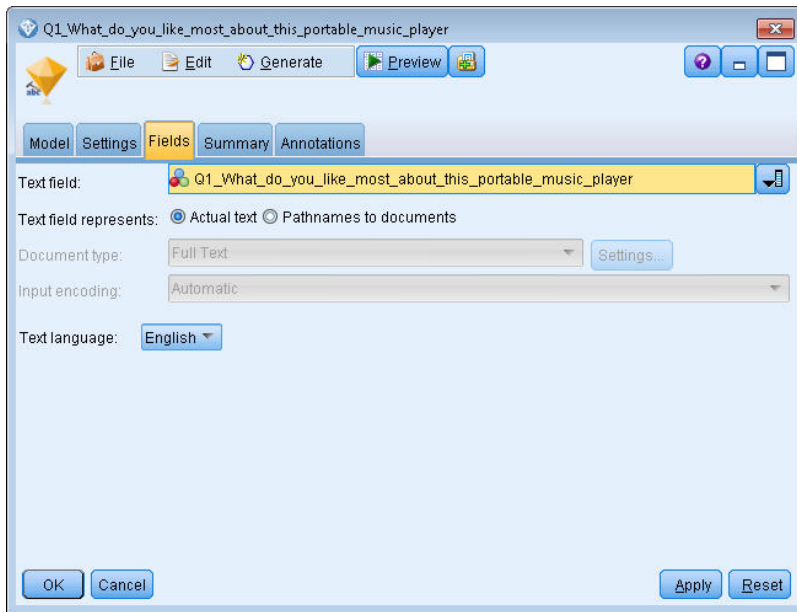 Q1_What_do_you_like_most_about_this_portable_music_player
File Edit Generate Preview
abc
Model Settings Fields Summary Annotations
Text field: Q1_What_do_you_like_most_about_this_portable_music_player
Text field represents: Actual text Pathnames to documents
Document type: Full Text Settings...
Input encoding: Automatic
Text language: English
OK Cancel Apply Reset